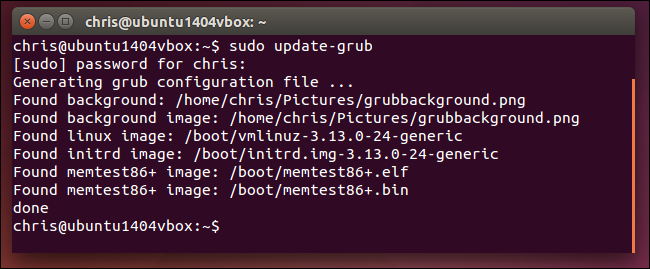 chris@ubuntu1404vbox: ~
chris@ubuntu1404vbox:~$ sudo update-grub
[sudo] password for chris:
Generating grub configuration file ...
Found background: /home/chris/Pictures/grubbackground.png
Found background image: /home/chris/Pictures/grubbackground.png
Found linux image: /boot/vmlinuz-3.13.0-24-generic
Found initrd image: /boot/initrd.img-3.13.0-24-generic
Found memtest86+ image: /boot/memtest86+.elf
Found memtest86+ image: /boot/memtest86+.bin
done
chris@ubuntu1404vbox:~$